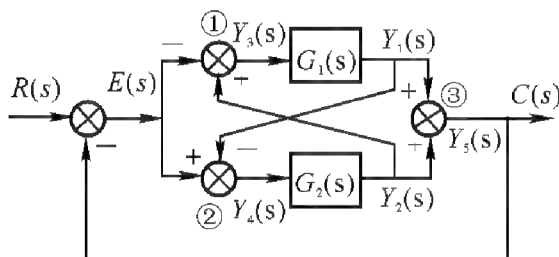 ①
− Y₃(s) G₁(s) Y₁(s)
+
R(s) E(s) + ③ C(s)
− + Y₅(s)
+ −
② Y₄(s) G₂(s) Y₂(s)